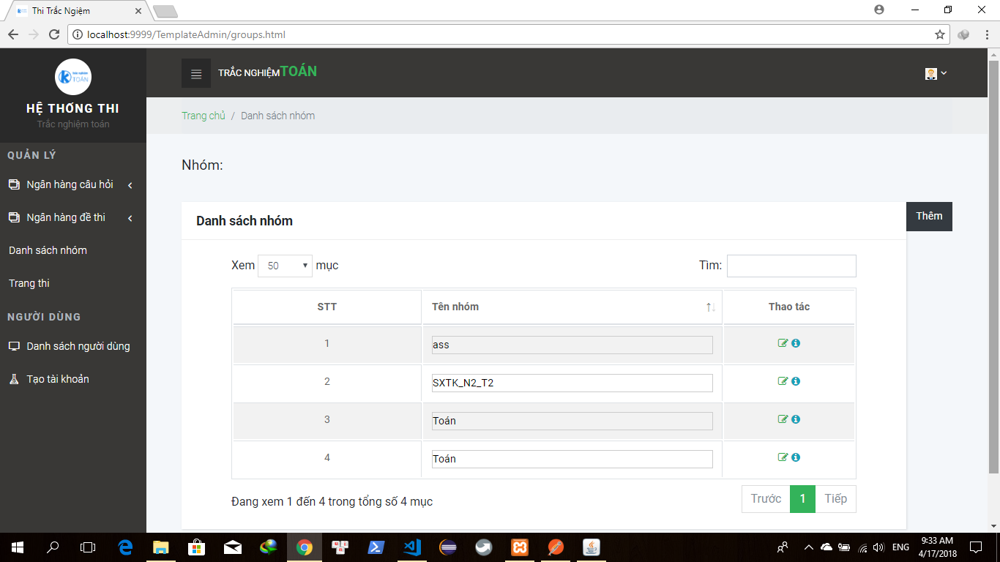 Thi Trắc Ngiệm
localhost:9999/TemplateAdmin/groups.html
trắc nghiệm
TOÁN
HỆ THỐNG THI
Trắc nghiệm toán
QUẢN LÝ
Ngân hàng câu hỏi
Ngân hàng đề thi
Danh sách nhóm
Trang thi
NGƯỜI DÙNG
Danh sách người dùng
Tạo tài khoản
TRẮC NGHIỆMTOÁN
Trang chủ / Danh sách nhóm
Nhóm:
Danh sách nhóm
Thêm
Xem 50 mục
Tìm:
STT Tên nhóm Thao tác
1 ass
2 SXTK_N2_T2
3 Toán
4 Toán
Đang xem 1 đến 4 trong tổng số 4 mục
Trước 1 Tiếp
ENG
9:33 AM
4/17/2018